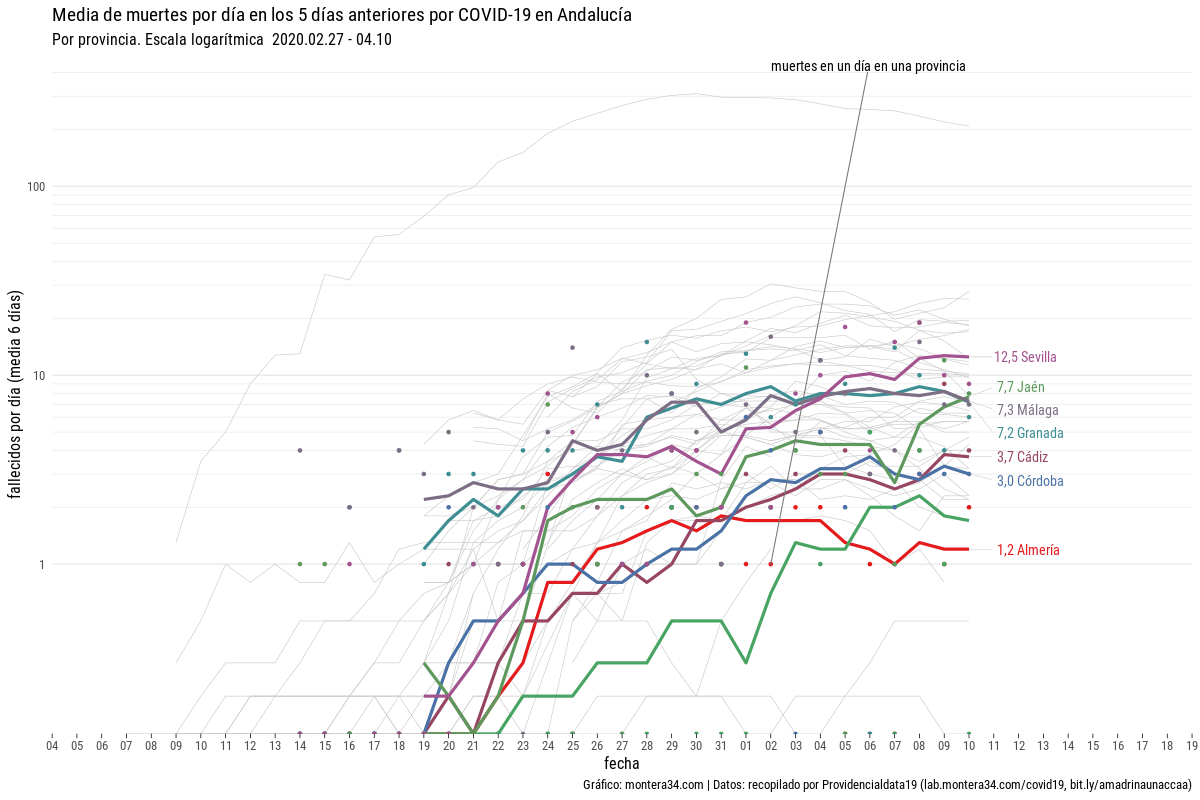 Media de muertes por día en los 5 días anteriores por COVID-19 en Andalucía
Por provincia. Escala logarítmica  2020.02.27 - 04.10
muertes en un día en una provincia
fallecidos por día (media 6 días)
100
10
1
12,5 Sevilla
7,7 Jaén
7,3 Málaga
7,2 Granada
3,7 Cádiz
3,0 Córdoba
1,2 Almería
04 05 06 07 08 09 10 11 12 13 14 15 16 17 18 19 20 21 22 23 24 25 26 27 28 29 30 31 01 02 03 04 05 06 07 08 09 10 11 12 13 14 15 16 17 18 19
fecha
Gráfico: montera34.com | Datos: recopilado por Providencialdata19 (lab.montera34.com/covid19, bit.ly/amadrinaunaccaa)